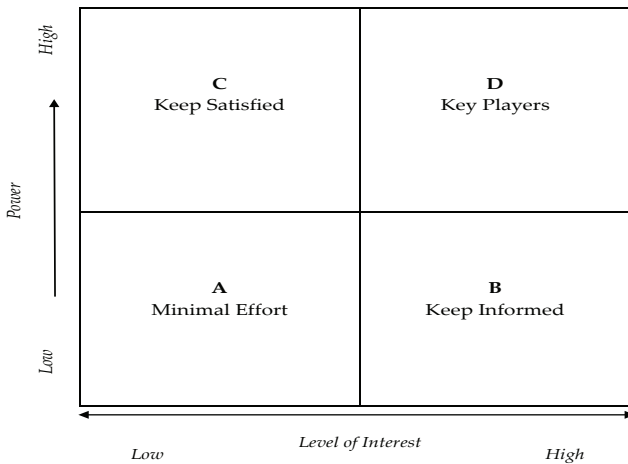 High
C
Keep Satisfied
D
Key Players
Power
A
Minimal Effort
B
Keep Informed
Low
Level of Interest
Low
High